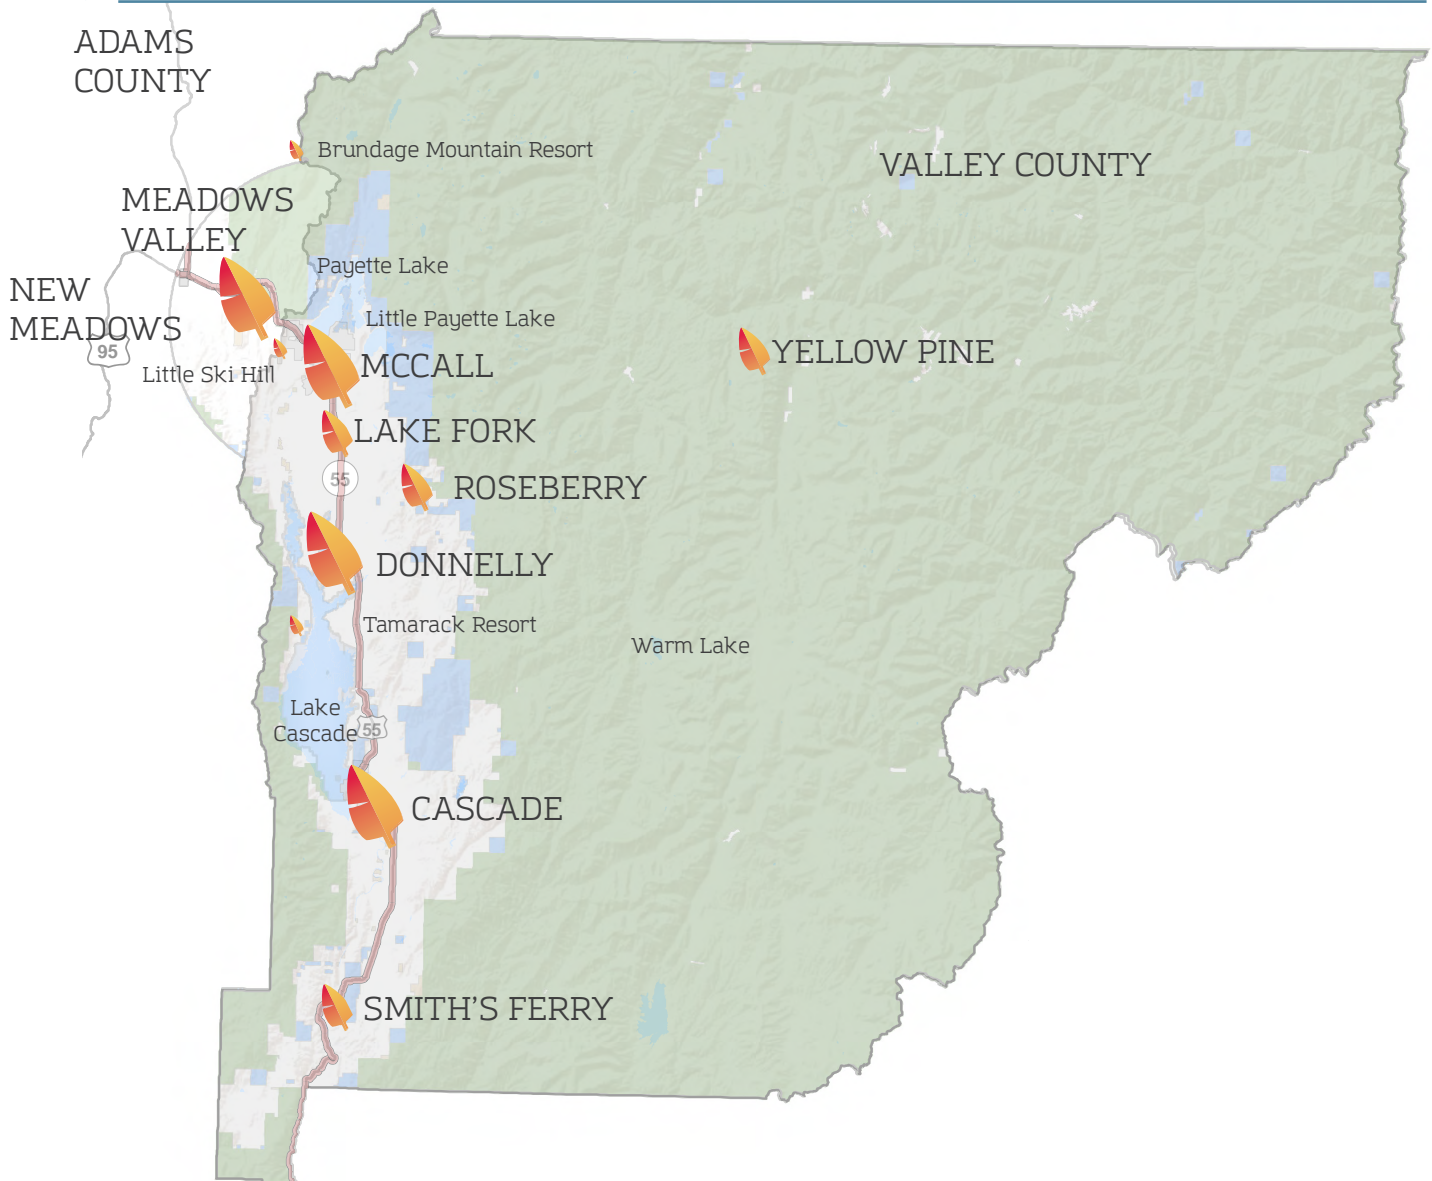 ADAMS
COUNTY
Brundage Mountain Resort
VALLEY COUNTY
MEADOWS
VALLEY
Payette Lake
NEW
MEADOWS
95
Little Payette Lake
Little Ski Hill
MCCALL
YELLOW PINE
LAKE FORK
55
ROSEBERRY
DONNELLY
Tamarack Resort
Warm Lake
Lake
Cascade
55
CASCADE
SMITH'S FERRY